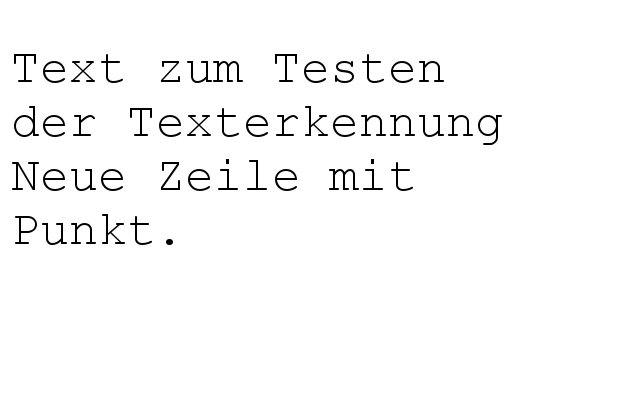 Text zum Testen
der Texterkennung
Neue Zeile mit
Punkt.